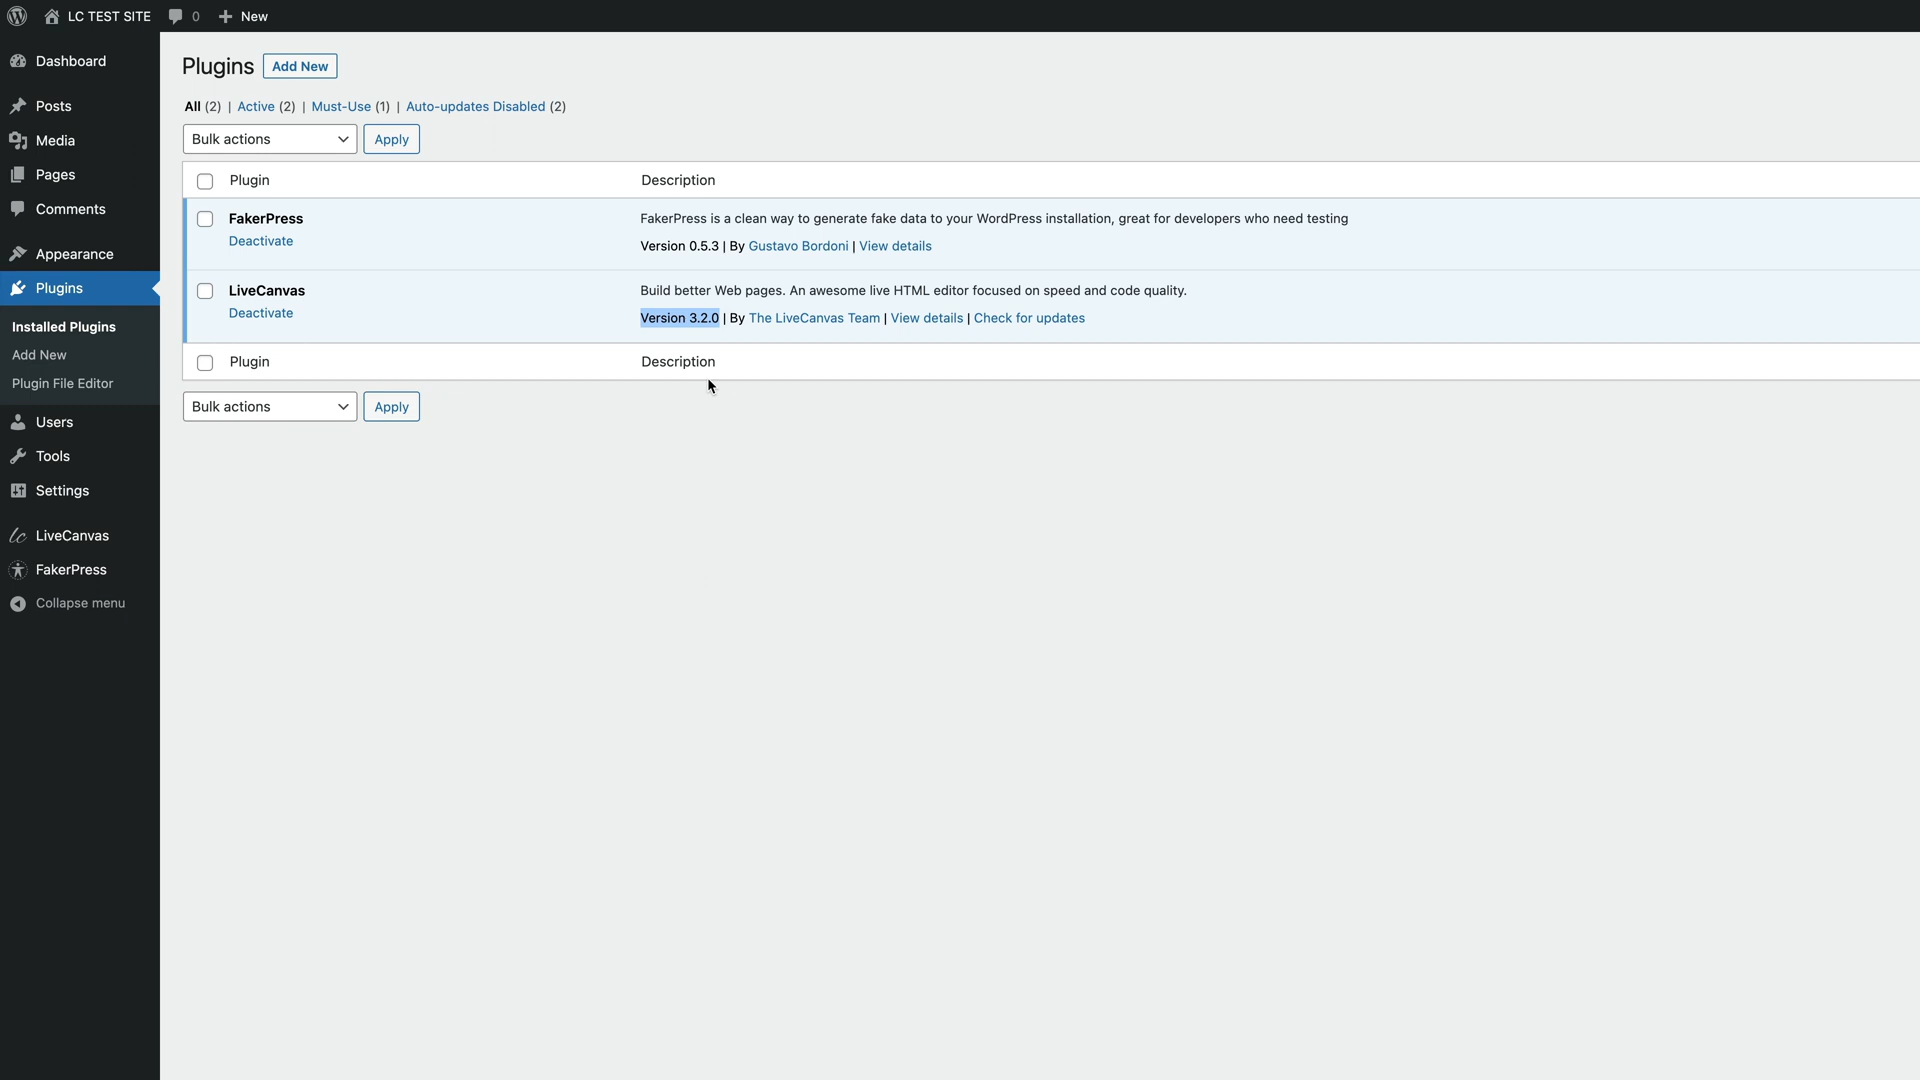 LC TEST SITE 0 New
Dashboard
Posts
Media
Pages
Comments
Appearance
Plugins
Installed Plugins
Add New
Plugin File Editor
Users
Tools
Settings
LiveCanvas
FakerPress
Collapse menu
Plugins Add New
All (2) | Active (2) | Must-Use (1) | Auto-updates Disabled (2)
Bulk actions Apply
Plugin Description
FakerPress FakerPress is a clean way to generate fake data to your WordPress installation, great for developers who need testing
Deactivate Version 0.5.3 | By Gustavo Bordoni | View details
LiveCanvas Build better Web pages. An awesome live HTML editor focused on speed and code quality.
Deactivate Version 3.2.0 | By The LiveCanvas Team | View details | Check for updates
Plugin Description
Bulk actions Apply